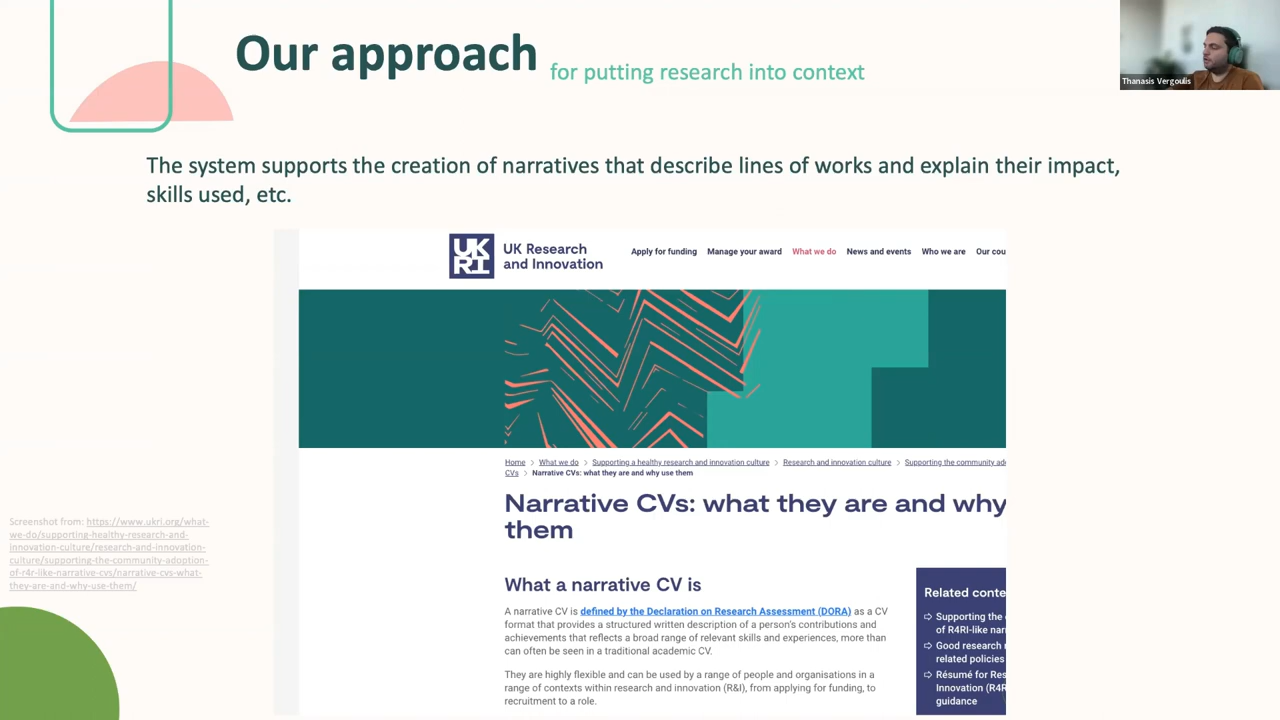 Our approach for putting research into context
Thanasis Vergoulis
The system supports the creation of narratives that describe lines of works and explain their impact,
skills used, etc.
UK
RI
UK Research
and Innovation
Apply for funding Manage your award What we do News and events Who we are Our cou
Home > What we do > Supporting a healthy research and innovation culture > Research and innovation culture > Supporting the community ado
CVs > Narrative CVs: what they are and why use them
Narrative CVs: what they are and why
them
What a narrative CV is
A narrative CV is defined by the Declaration on Research Assessment (DORA) as a CV
format that provides a structured written description of a person's contributions and
achievements that reflects a broad range of relevant skills and experiences, more than
can often be seen in a traditional academic CV.
They are highly flexible and can be used by a range of people and organisations in a
range of contexts within research and innovation (R&I), from applying for funding, to
recruitment to a role.
Related conte
Supporting the
of R4RI-like nar
Good research
related policies
Résumé for Res
Innovation (R4R
guidance
Screenshot from: https://www.ukri.org/what-
we-do/supporting-healthy-research-and-
innovation-culture/research-and-innovation-
culture/supporting-the-community-adoption-
of-r4r-like-narrative-cvs/narrative-cvs-what-
they-are-and-why-use-them/